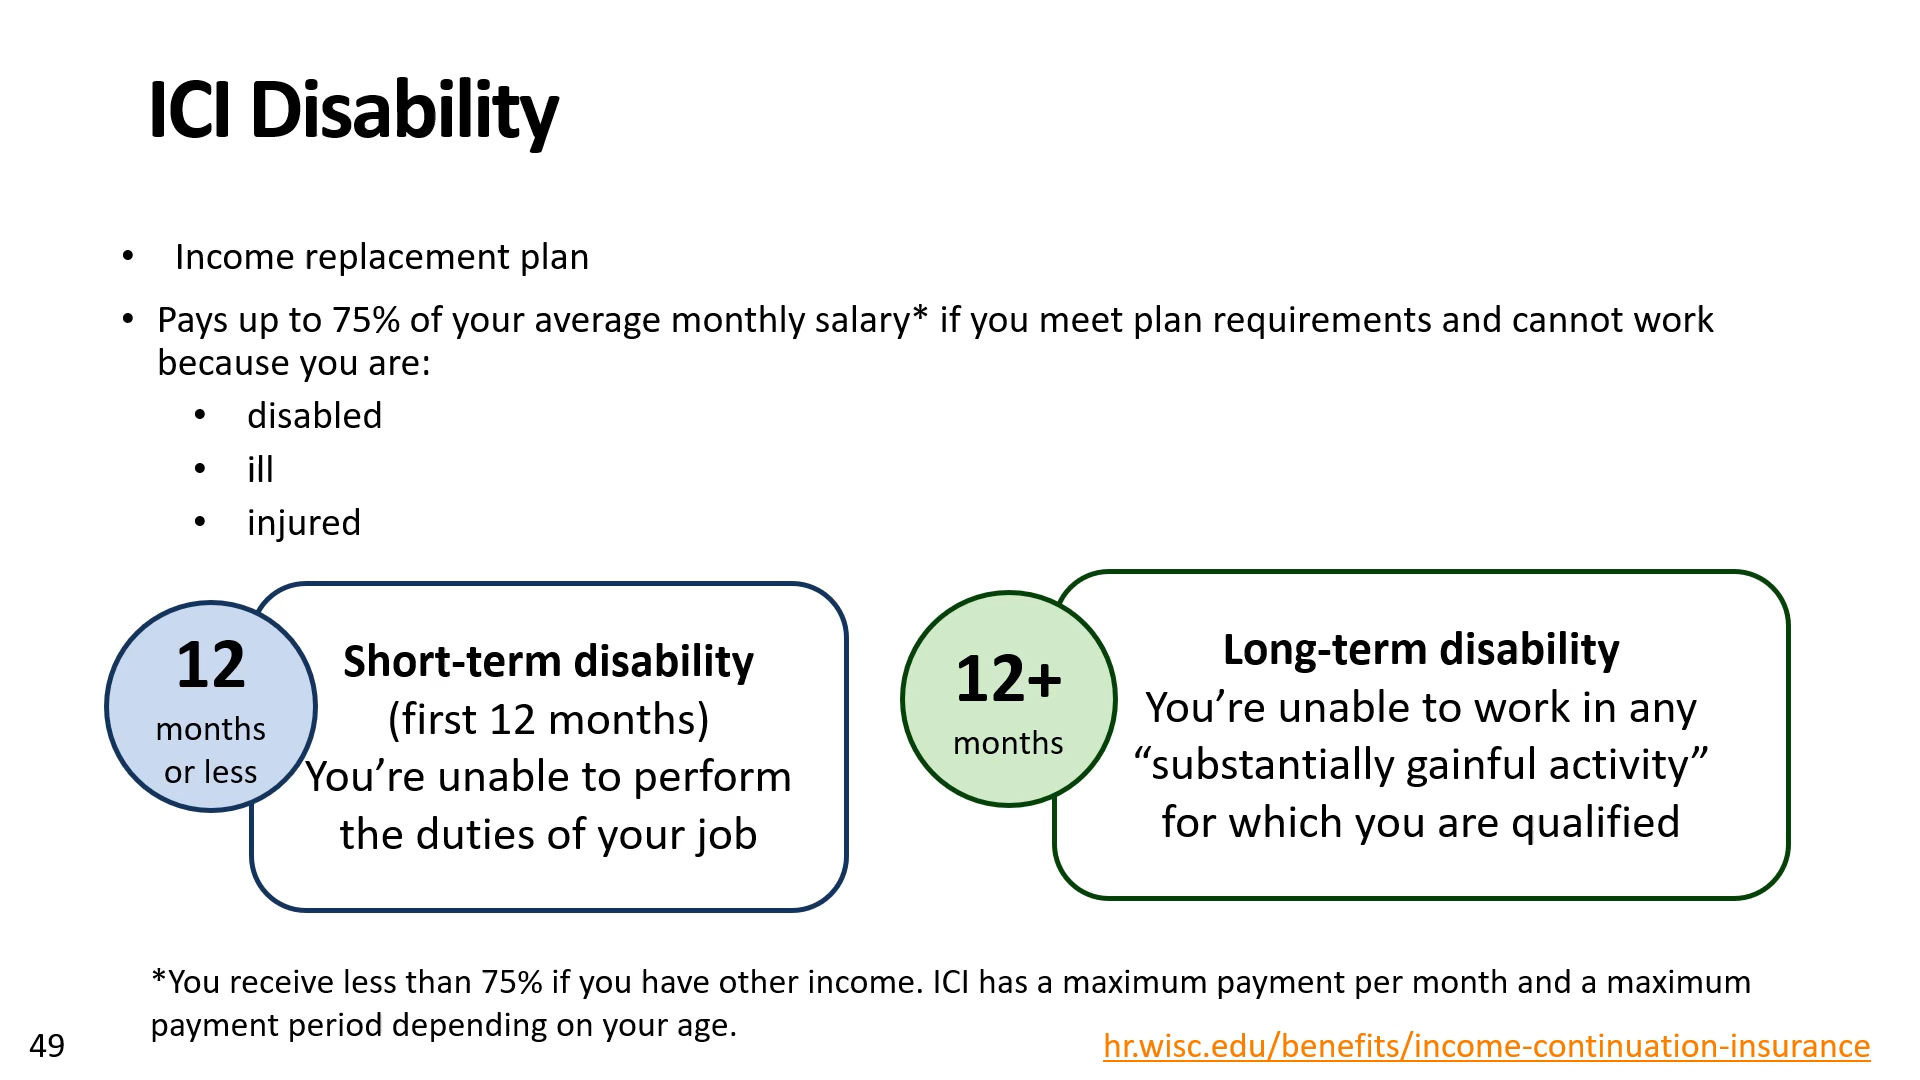 ICI Disability
• Income replacement plan
• Pays up to 75% of your average monthly salary* if you meet plan requirements and cannot work
because you are:
• disabled
• ill
• injured
12
months
or less
Short-term disability
(first 12 months)
You’re unable to perform
the duties of your job
12+
months
Long-term disability
You’re unable to work in any
“substantially gainful activity”
for which you are qualified
*You receive less than 75% if you have other income. ICI has a maximum payment per month and a maximum
payment period depending on your age.
49
hr.wisc.edu/benefits/income-continuation-insurance